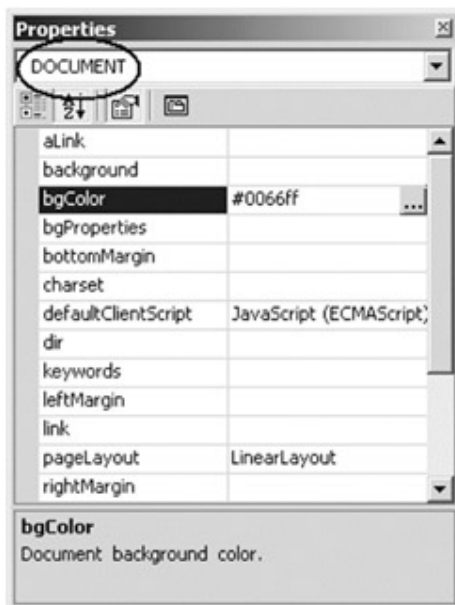 Properties
DOCUMENT
aLink
background
bgColor #0066ff ...
bgProperties
bottomMargin
charset
defaultClientScript JavaScript (ECMAScript)
dir
keywords
leftMargin
link
pageLayout LinearLayout
rightMargin
bgColor
Document background color.